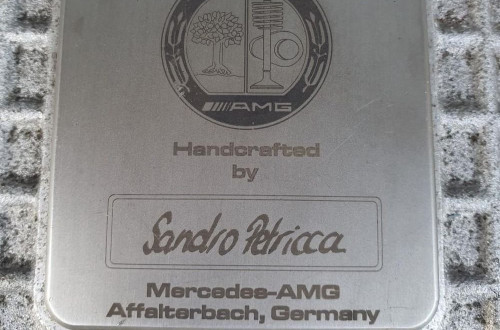 AMG
Handcrafted
by
Sandro Petricca
Mercedes-AMG
Affalterbach, Germany